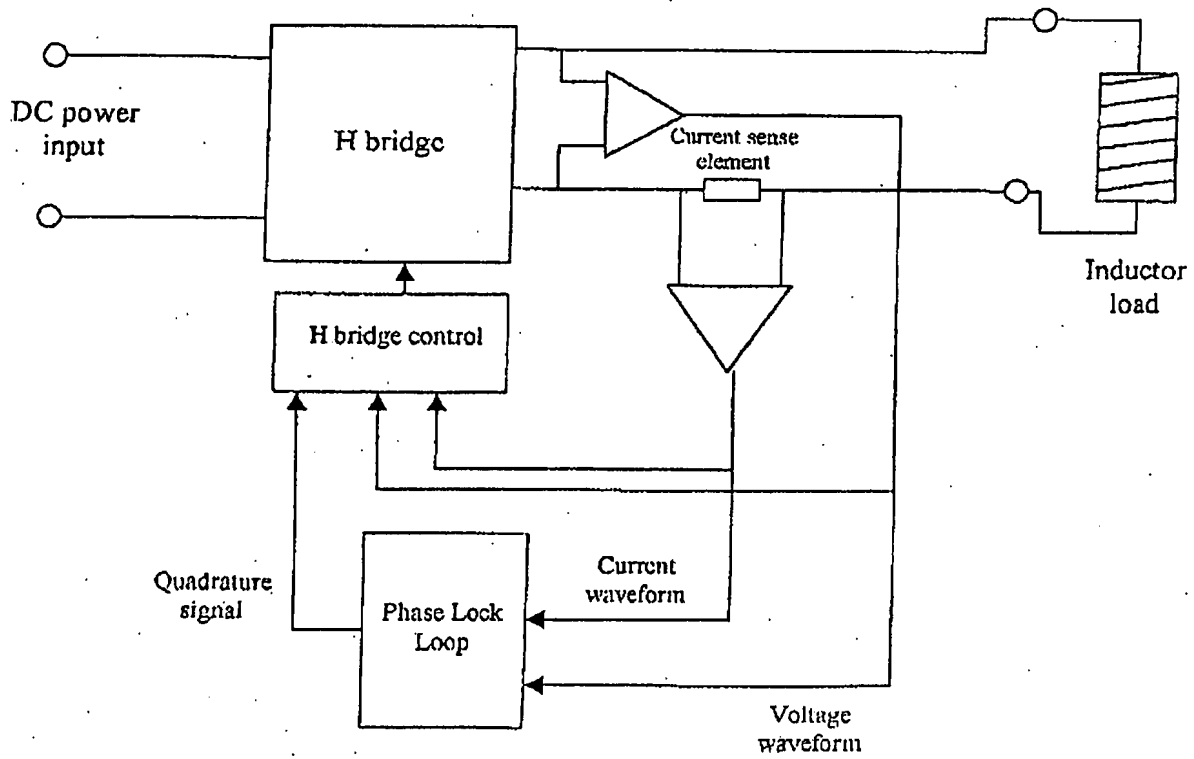 DC power
input
H bridge
Current sense
element
Inductor
load
H bridge control
Quadrature
signal
Phase Lock
Loop
Current
waveform
Voltage
waveform